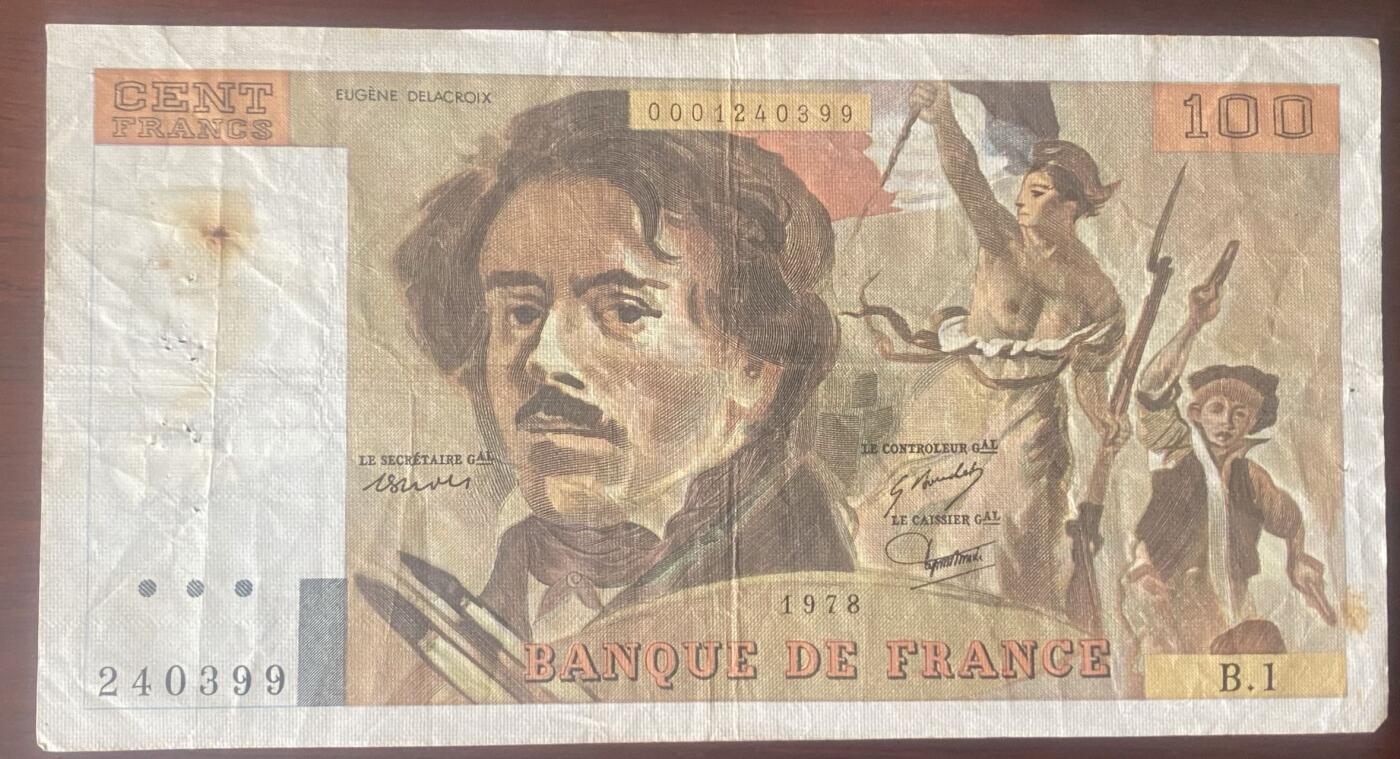 CENT
FRANCS
EUGÈNE DELACROIX
0001240399
100
LE SECRÉTAIRE GAL
LE CONTROLEUR GAL
LE CAISSIER GAL
1978
BANQUE DE FRANCE
240399
B.1